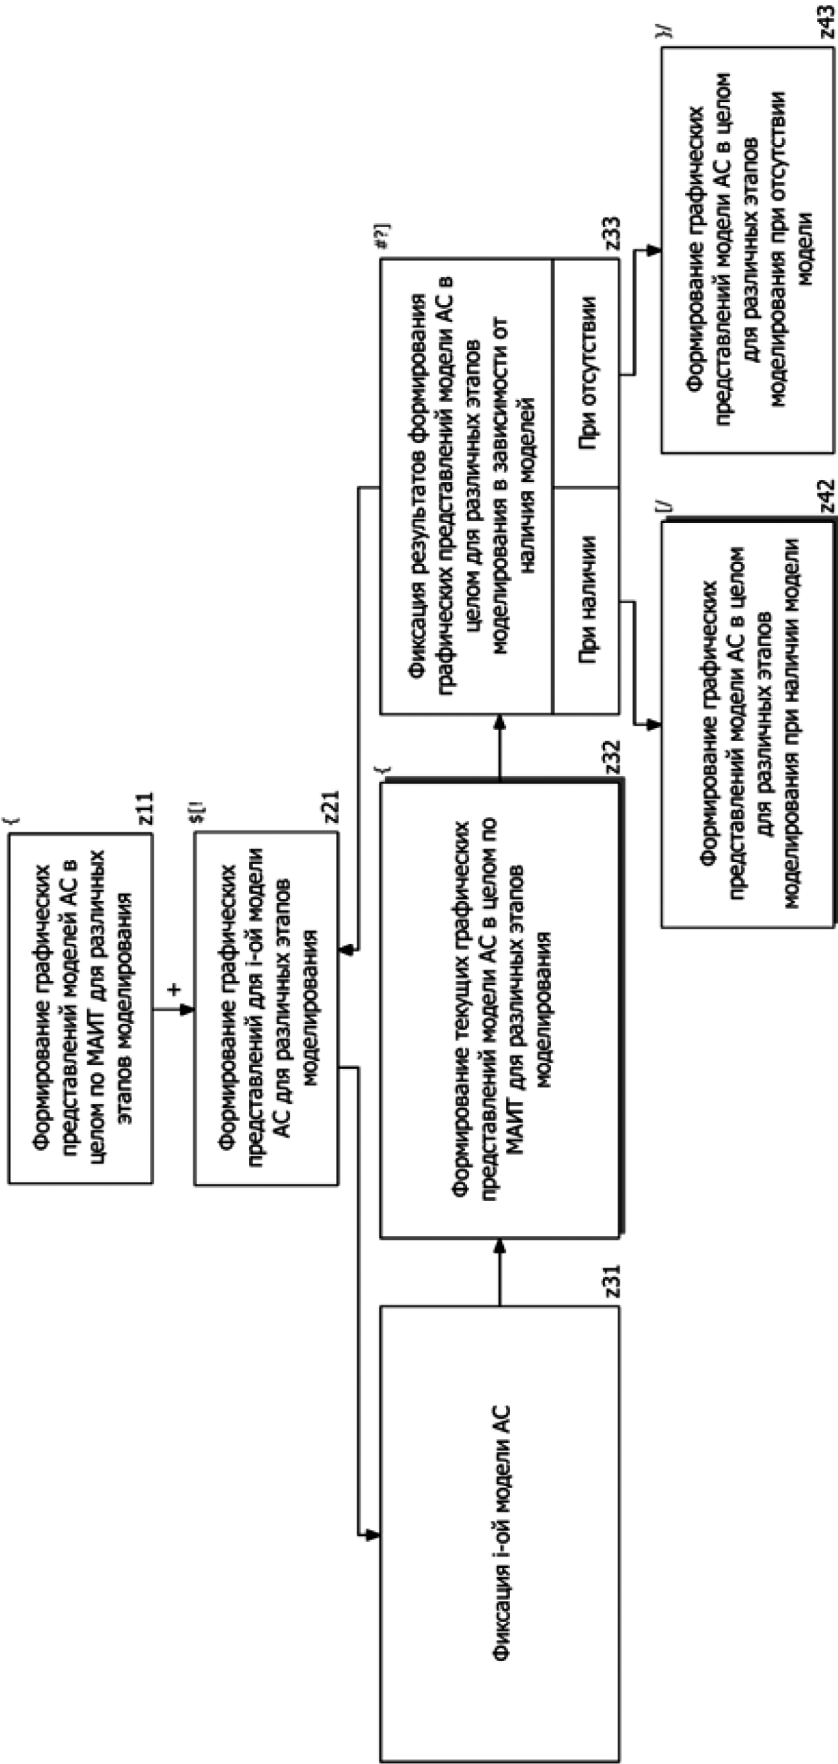 {
Формирование графических
представлений моделей АС в
целом по МАИТ для различных
этапов моделирования
z11
+
$[!
Формирование графических
представлений для i-ой модели
АС для различных этапов
моделирования
z21
Фиксация i-ой модели АС
z31
{
Формирование текущих графических
представлений модели АС в целом по
МАИТ для различных этапов
моделирования
z32
#?]
Фиксация результатов формирования
графических представлений модели АС в
целом для различных этапов
моделирования в зависимости от
наличия моделей
При наличии
При отсутствии
z33
[/
Формирование графических
представлений модели АС в целом
для различных этапов
моделирования при наличии модели
z42
}/
Формирование графических
представлений модели АС в целом
для различных этапов
моделирования при отсутствии
модели
z43